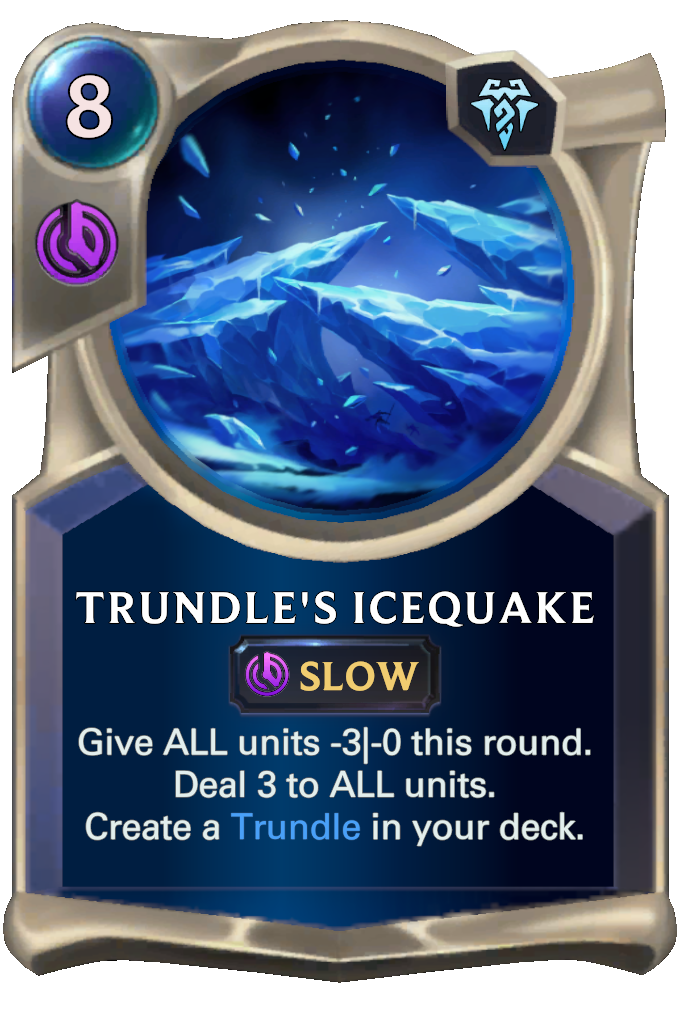 8
TRUNDLE'S ICEQUAKE
SLOW
Give ALL units -3|-0 this round.
Deal 3 to ALL units.
Create a Trundle in your deck.